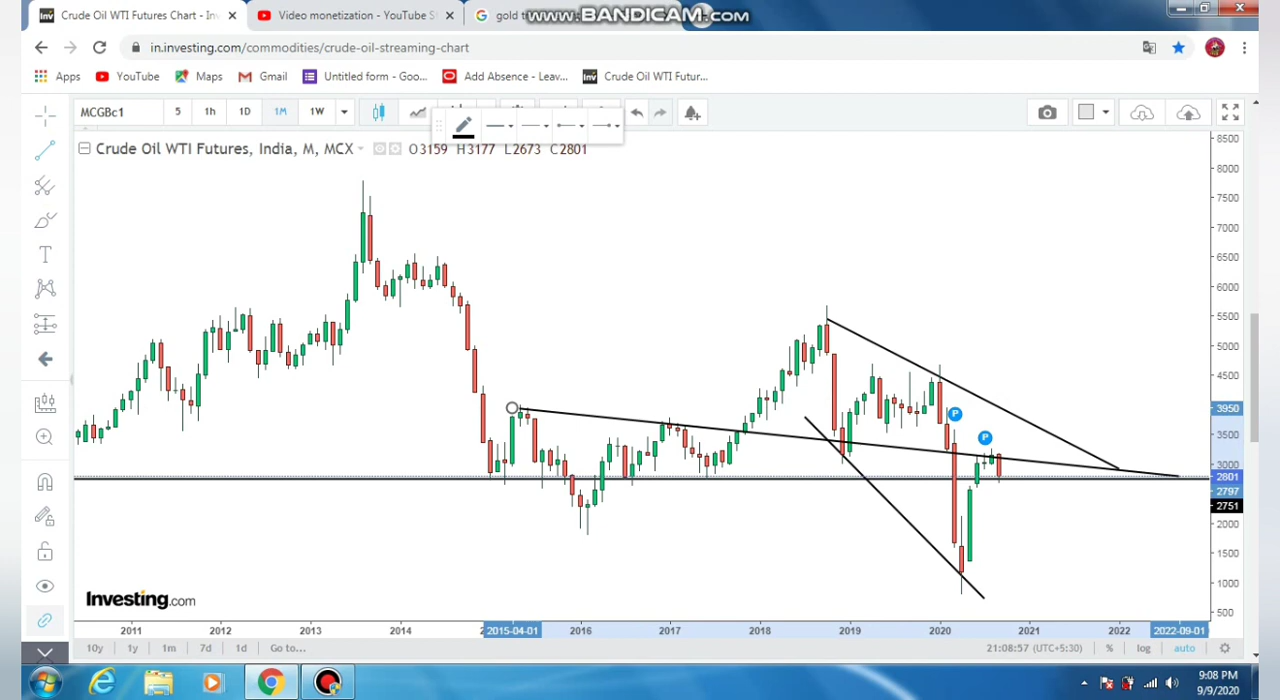 Crude Oil WTI Futures Chart - Inv
Video monetization - YouTube S
gold t
www.BANDICAM.com
in.investing.com/commodities/crude-oil-streaming-chart
Apps YouTube Maps Gmail Untitled form - Goo... Add Absence - Leav... Inv Crude Oil WTI Futur...
MCGBc1 5 1h 1D 1M 1W
Crude Oil WTI Futures, India, M, MCX O3159 H3177 L2673 C2801
8500
8000
7500
7000
6500
6000
5500
5000
4500
3950
3500
3000
2801
2797
2751
2000
1500
1000
500
P
P
Investing.com
2011 2012 2013 2014 2015-04-01 2016 2017 2018 2019 2020 2021 2022 2022-09-01
10y 1y 1m 7d 1d Go to... 21:08:57 (UTC+5:30) % log auto
9:08 PM
9/9/2020